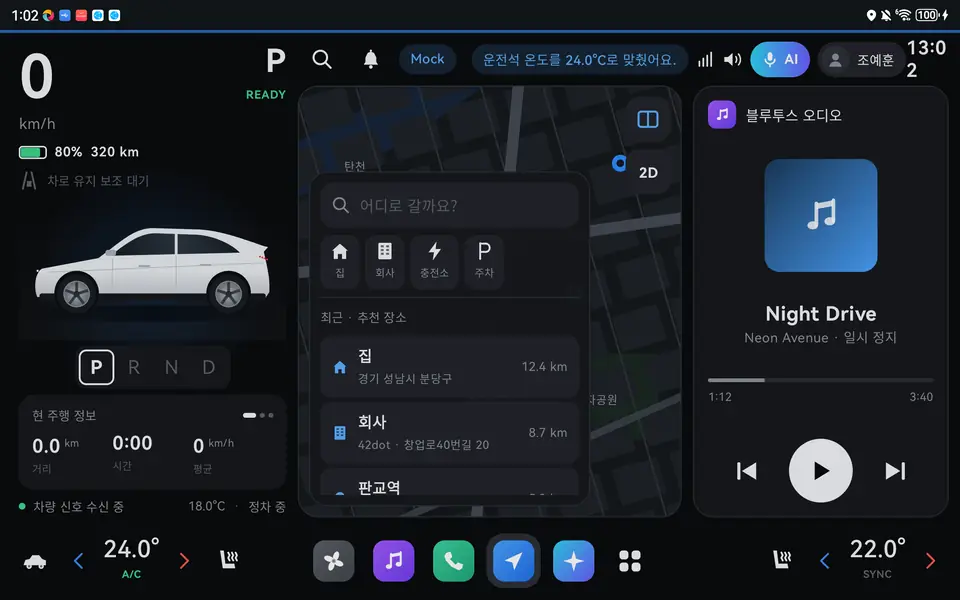 1:02
100
0
km/h
P
READY
80% 320 km
차로 유지 보조 대기
P R N D
현 주행 정보
0.0 km
거리
0:00
시간
0 km/h
평균
차량 신호 수신 중
18.0°C · 정차 중
Mock
운전석 온도를 24.0°C로 맞췄어요.
AI
조예훈
13:0
2
탄천
2D
어디로 갈까요?
집
회사
충전소
주차
최근 · 추천 장소
집
경기 성남시 분당구
12.4 km
회사
42dot · 창업로40번길 20
8.7 km
판교역
공원
블루투스 오디오
Night Drive
Neon Avenue · 일시 정지
1:12
3:40
24.0°
A/C
22.0°
SYNC